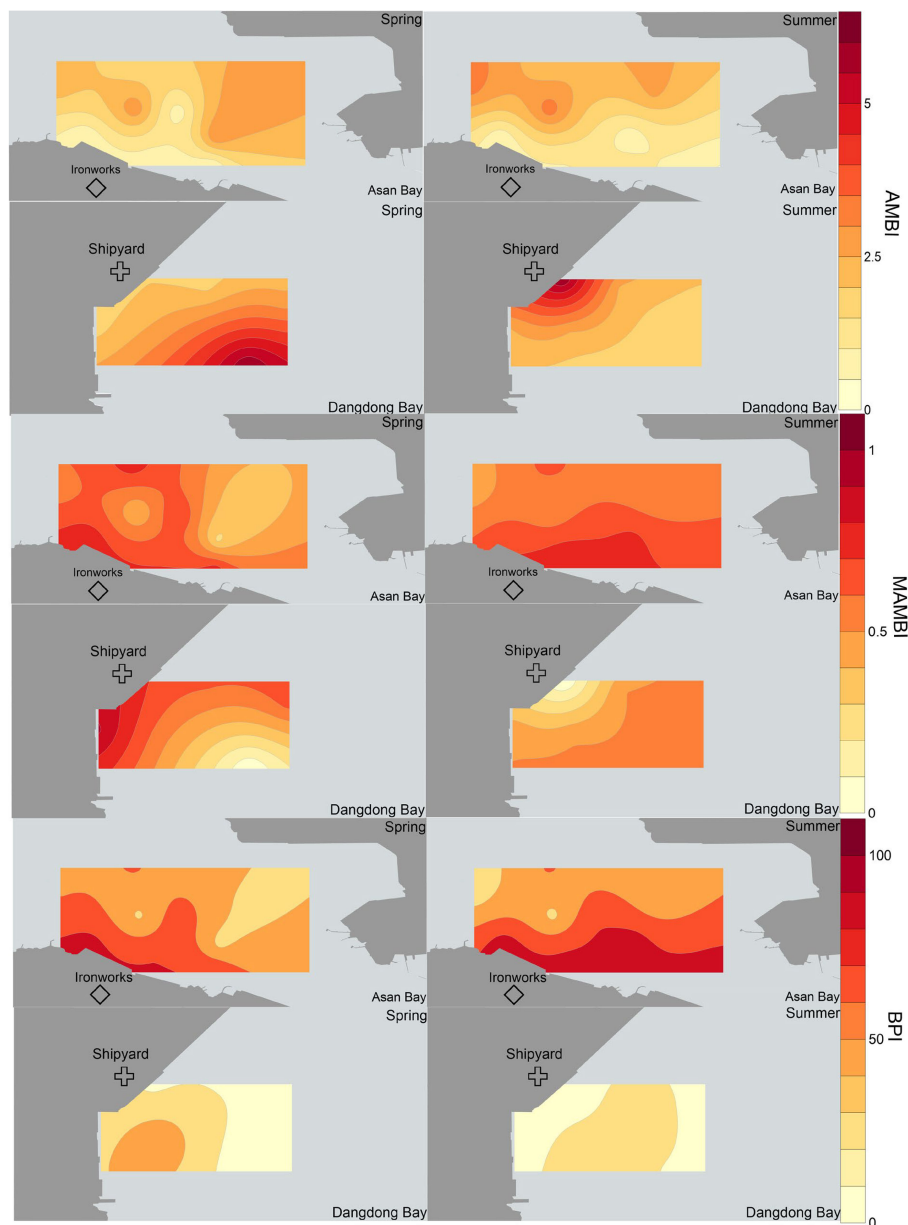 Spring
Summer
Ironworks
Asan Bay
Ironworks
Asan Bay
5
2.5
0
AMBI
Spring
Summer
Shipyard
Dangdong Bay
Shipyard
Dangdong Bay
Spring
Summer
Ironworks
Asan Bay
Ironworks
Asan Bay
1
0.5
0
MAMBI
Shipyard
Dangdong Bay
Shipyard
Dangdong Bay
Spring
Summer
Ironworks
Asan Bay
Ironworks
Asan Bay
100
50
0
BPI
Spring
Summer
Shipyard
Dangdong Bay
Shipyard
Dangdong Bay